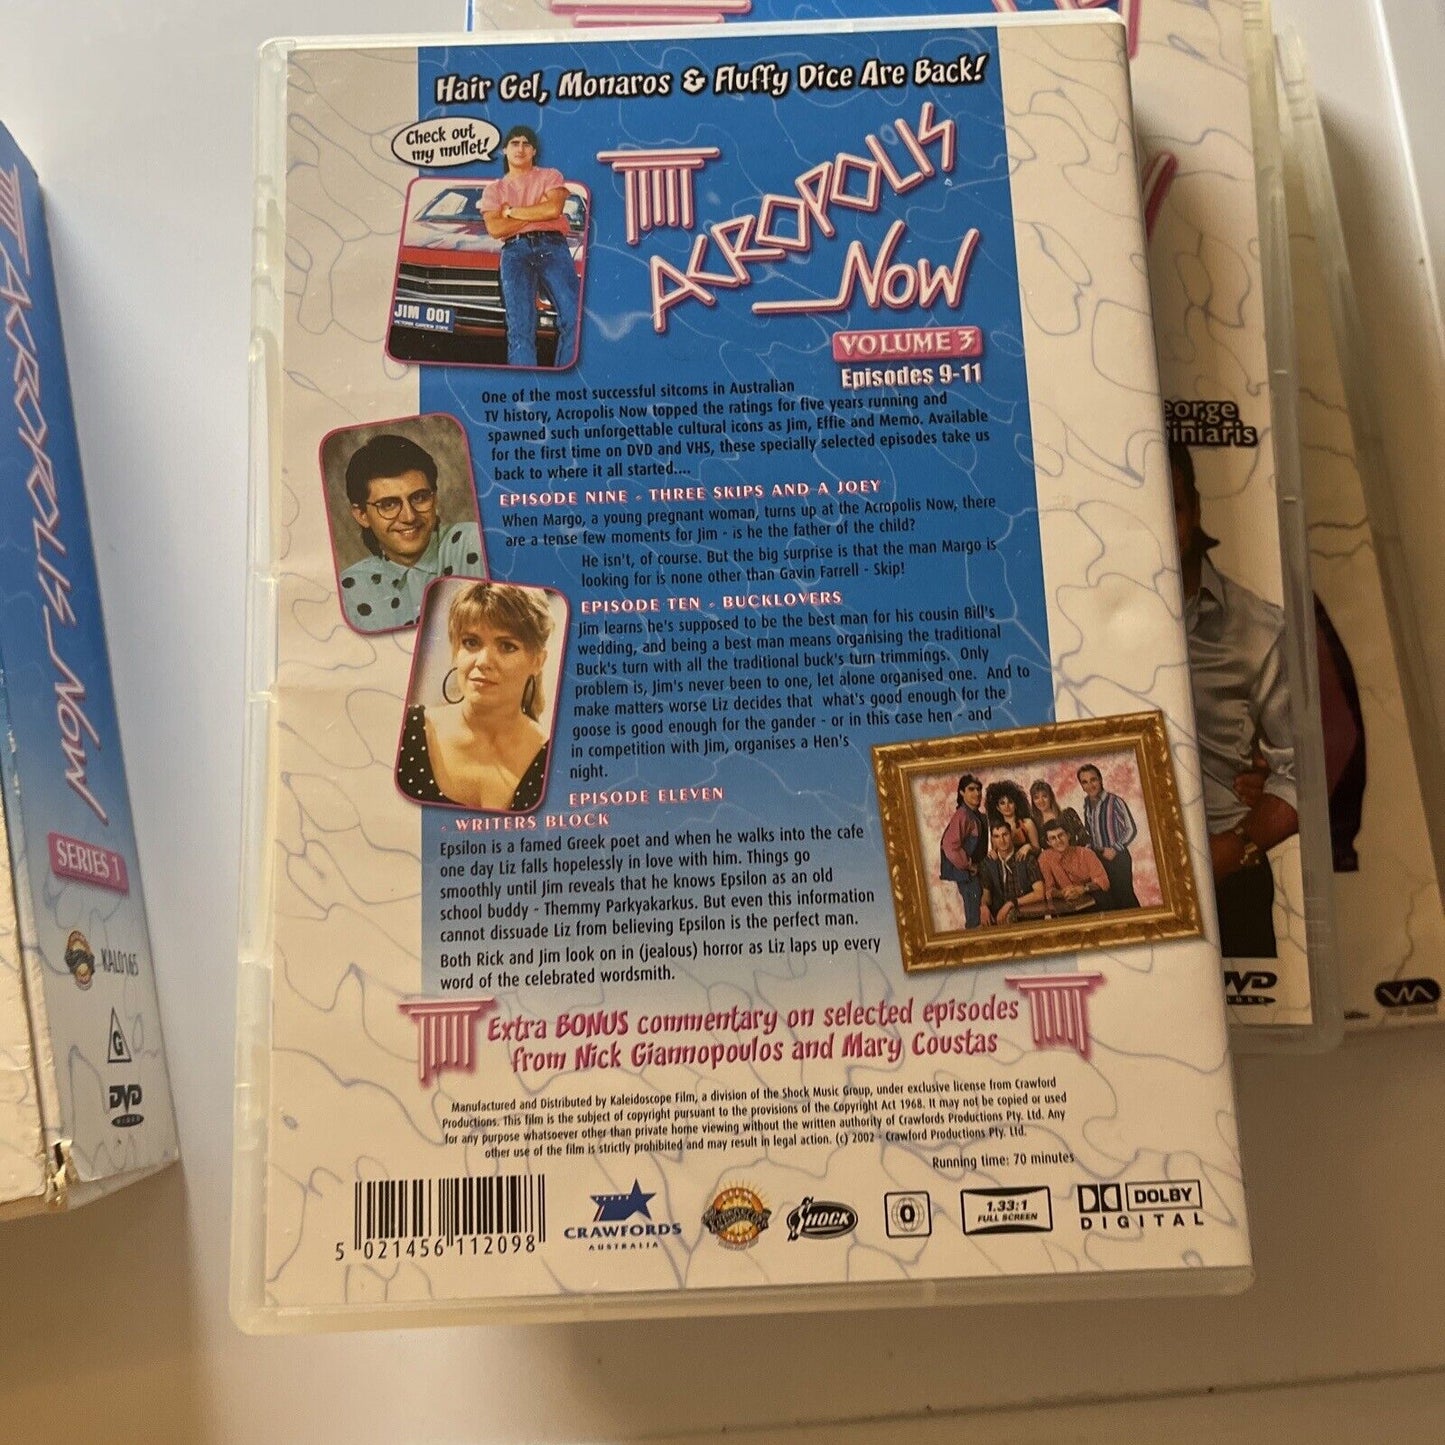 Hair Gel, Monaros & Fluffy Dice Are Back!
Check out
my mullet!
ACROPOLIS
NOW
JIM 001
VOLUME 3
Episodes 9-11
One of the most successful sitcoms in Australian
TV history, Acropolis Now topped the ratings for five years running and
spawned such unforgettable cultural icons as Jim, Effie and Memo. Available
for the first time on DVD and VHS, these specially selected episodes take us
back to where it all started....
EPISODE NINE - THREE SKIPS AND A JOEY
When Margo, a young pregnant woman, turns up at the Acropolis Now, there
are a tense few moments for Jim - is he the father of the child?
He isn't, of course. But the big surprise is that the man Margo is
looking for is none other than Gavin Farrell - Skip!
EPISODE TEN - BUCKLOVERS
Jim learns he's supposed to be the best man for his cousin Bill's
wedding, and being a best man means organising the traditional
Buck's turn with all the traditional buck's turn trimmings. Only
problem is, Jim's never been to one, let alone organised one. And to
make matters worse Liz decides that what's good enough for the
goose is good enough for the gander - or in this case hen - and
in competition with Jim, organises a Hen's
night.
EPISODE ELEVEN
- WRITERS BLOCK
Epsilon is a famed Greek poet and when he walks into the cafe
one day Liz falls hopelessly in love with him. Things go
smoothly until Jim reveals that he knows Epsilon as an old
school buddy - Themmy Parkyakarkus. But even this information
cannot dissuade Liz from believing Epsilon is the perfect man.
Both Rick and Jim look on in (jealous) horror as Liz laps up every
word of the celebrated wordsmith.
Extra BONUS commentary on selected episodes
from Nick Giannopoulos and Mary Coustas
Manufactured and Distributed by Kaleidoscope Film, a division of the Shock Music Group, under exclusive license from Crawford
Productions. This film is the subject of copyright pursuant to the provisions of the Copyright Act 1968. It may not be copied or used
for any purpose whatsoever other than private home viewing without the written authority of Crawfords Productions Pty. Ltd. Any
other use of the film is strictly prohibited and may result in legal action. (c) 2002 - Crawford Productions Pty. Ltd.
Running time: 70 minutes
5 021456 112098
CRAWFORDS
AUSTRALIA
SHOCK
0
1.33:1
FULL SCREEN
DOLBY
DIGITAL
ACROPOLIS NOW
SERIES 1
KAL0165
G
DVD
VIDEO
eorge
iniaris